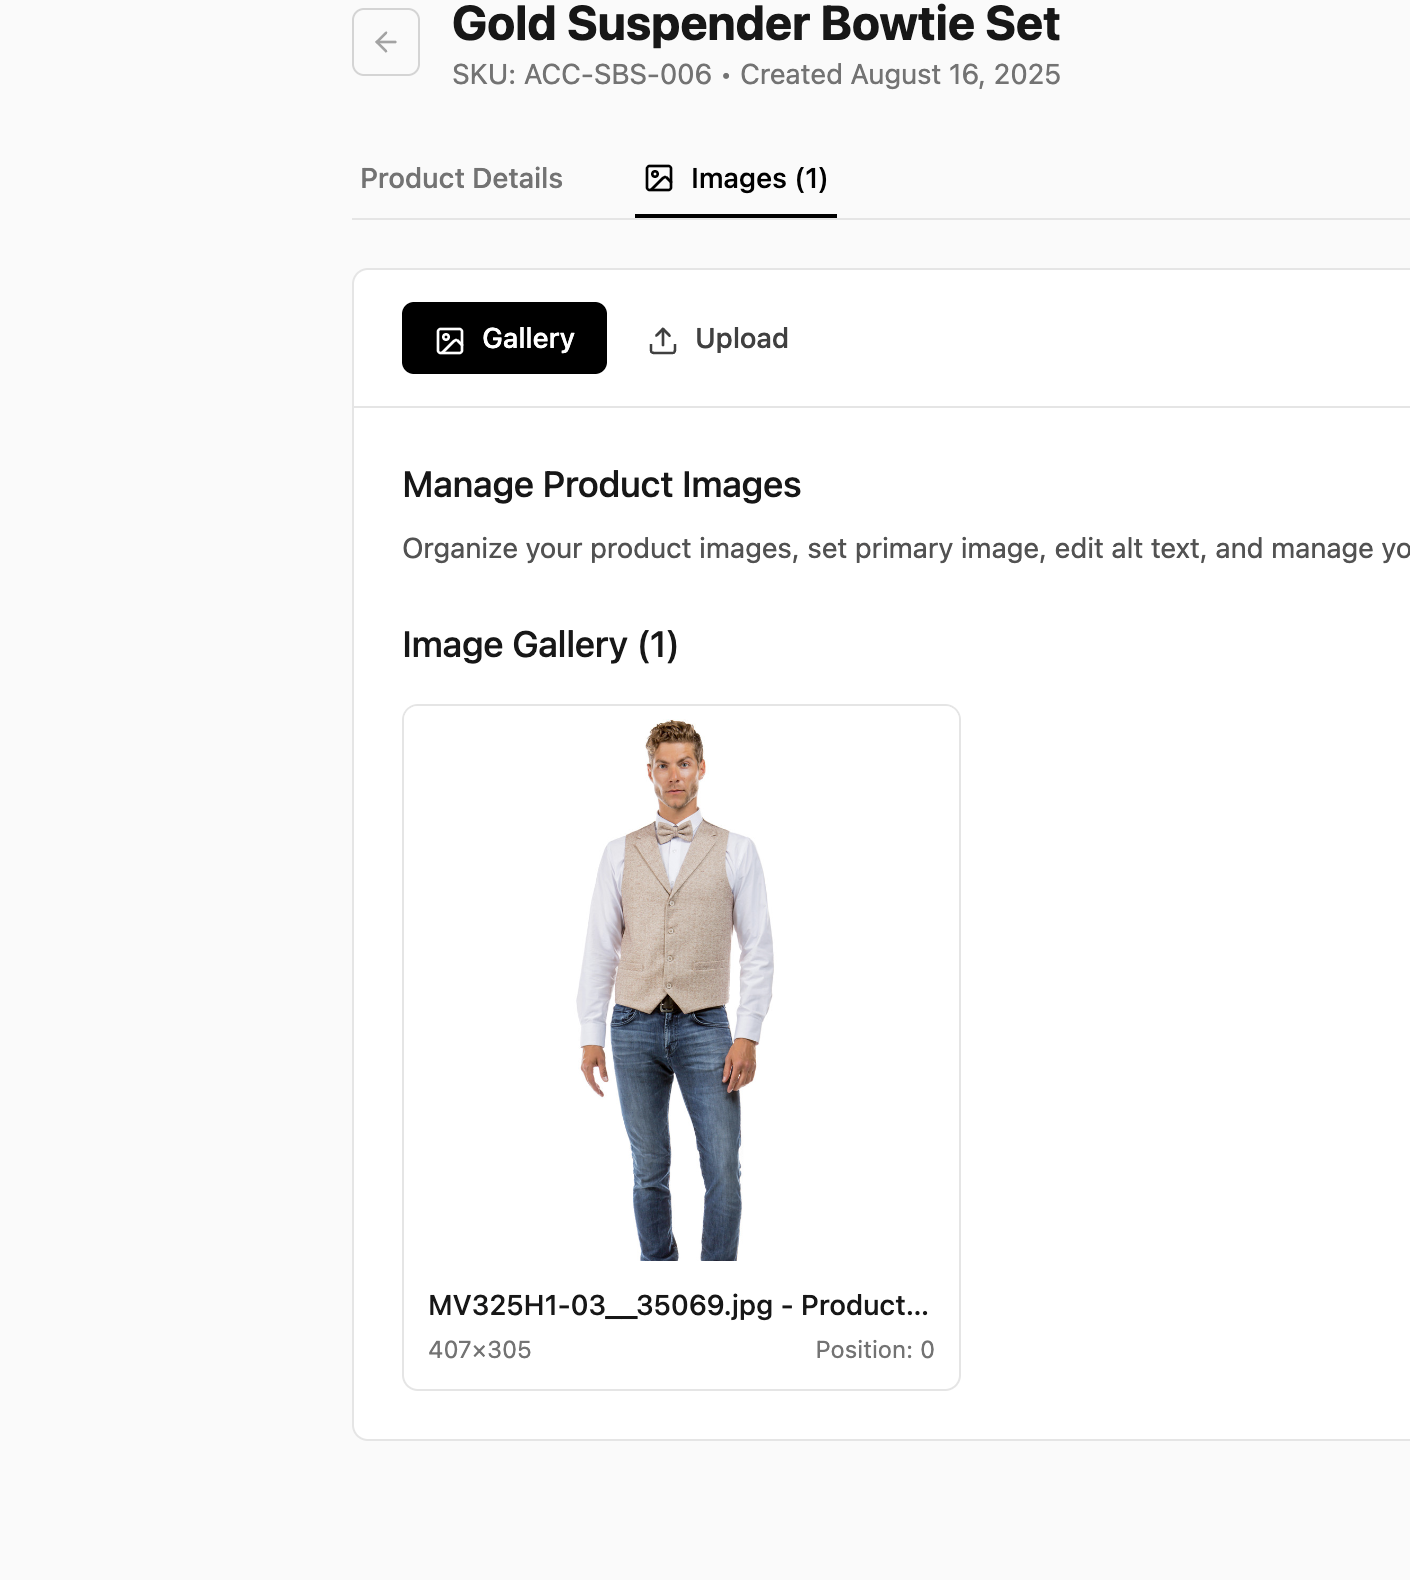 Gold Suspender Bowtie Set
SKU: ACC-SBS-006 • Created August 16, 2025
Product Details
Images (1)
Gallery
Upload
Manage Product Images
Organize your product images, set primary image, edit alt text, and manage yo
Image Gallery (1)
MV325H1-03__35069.jpg - Product...
407×305
Position: 0